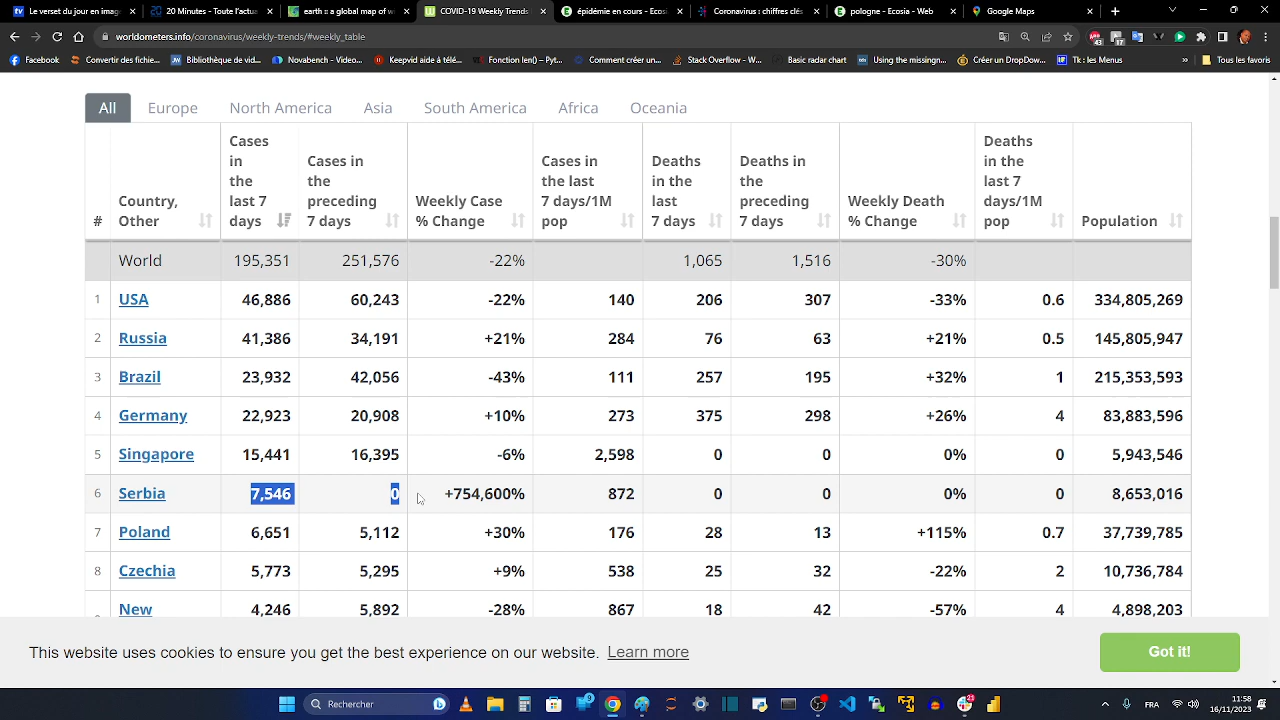 Le verset du jour en imag
20 Minutes - Toute l'actur
earth :: a global map of w
COVID-19 Weekly Trends
épidémie en cours - Ecosi
Coronavirus : chiffres clés
pologne - Ecosia - Web
Google Maps
worldometers.info/coronavirus/weekly-trends/#weekly_table
Facebook
Convertir des fichie...
Bibliothèque de vid...
Novabench - Video...
Keepvid aide à télé...
Fonction len() – Pyt...
Comment créer un...
Stack Overflow - W...
Basic radar chart
Using the missingn...
Créer un DropDow...
Tk : les Menus
»
Tous les favoris
All Europe North America Asia South America Africa Oceania
#
Country, Other
Cases in the last 7 days
Cases in the preceding 7 days
Weekly Case % Change
Cases in the last 7 days/1M pop
Deaths in the last 7 days
Deaths in the preceding 7 days
Weekly Death % Change
Deaths in the last 7 days/1M pop
Population
World 195,351 251,576 -22% 1,065 1,516 -30%
1 USA 46,886 60,243 -22% 140 206 307 -33% 0.6 334,805,269
2 Russia 41,386 34,191 +21% 284 76 63 +21% 0.5 145,805,947
3 Brazil 23,932 42,056 -43% 111 257 195 +32% 1 215,353,593
4 Germany 22,923 20,908 +10% 273 375 298 +26% 4 83,883,596
5 Singapore 15,441 16,395 -6% 2,598 0 0 0% 0 5,943,546
6 Serbia 7,546 0 +754,600% 872 0 0 0% 0 8,653,016
7 Poland 6,651 5,112 +30% 176 28 13 +115% 0.7 37,739,785
8 Czechia 5,773 5,295 +9% 538 25 32 -22% 2 10,736,784
New 4,246 5,892 -28% 867 18 42 -57% 4 4,898,203
This website uses cookies to ensure you get the best experience on our website. Learn more
Got it!
Rechercher
FRA
11:58
16/11/2023